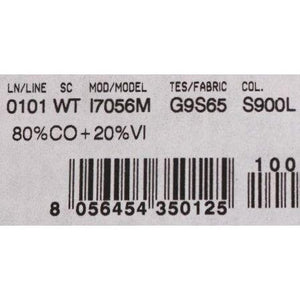 LN/LINE SC MOD/MODEL TES/FABRIC COL.
0101 WT I7056M G9S65 S900L
80%CO+20%VI
100
8 056454 350125